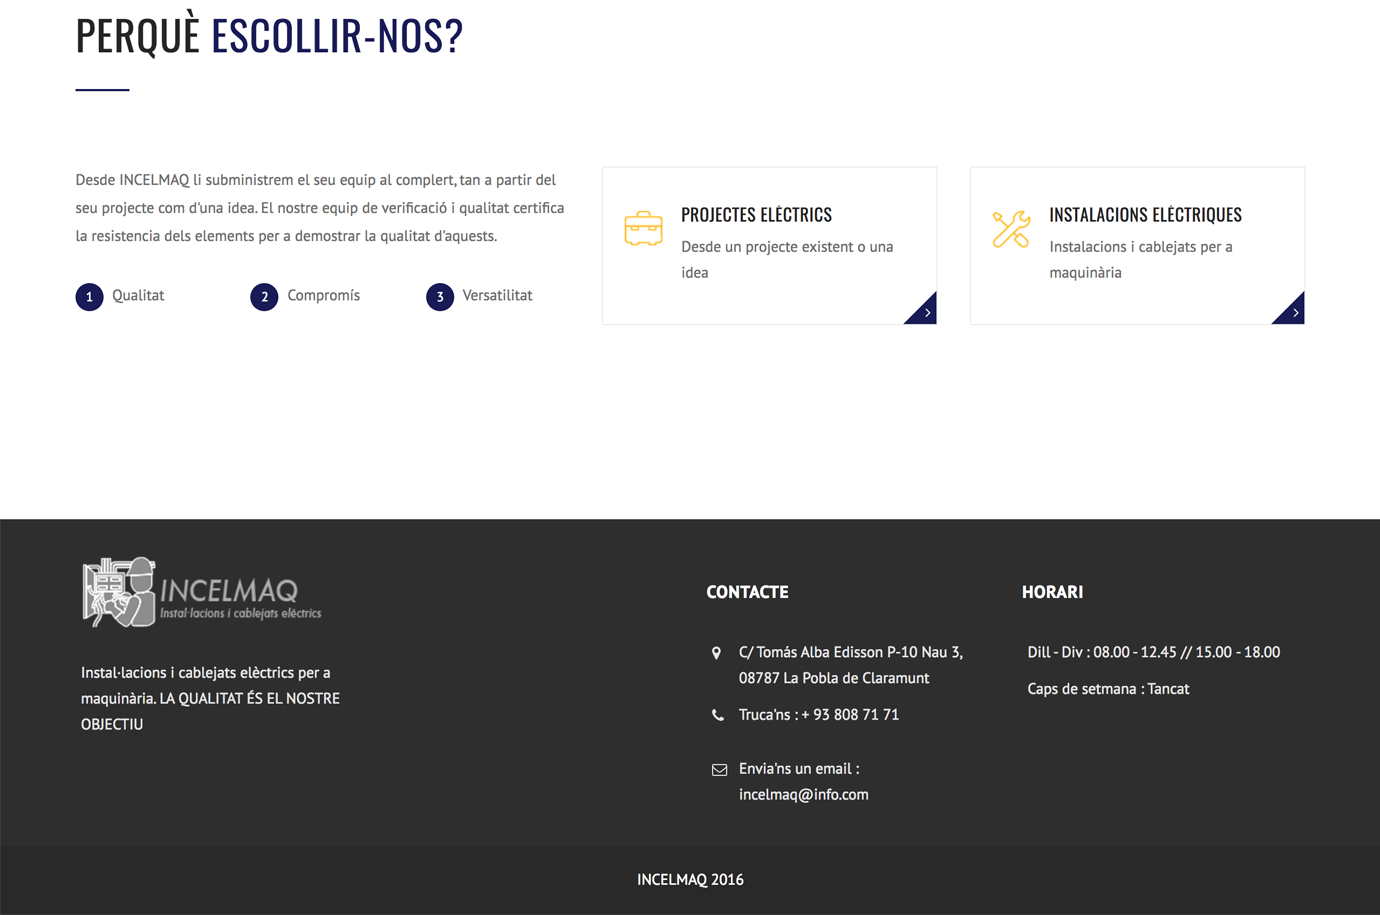 PERQUÈ ESCOLLIR-NOS?
Desde INCELMAQ li subministrem el seu equip al complert, tan a partir del
seu projecte com d'una idea. El nostre equip de verificació i qualitat certifica
la resistencia dels elements per a demostrar la qualitat d'aquests.
1 Qualitat
2 Compromís
3 Versatilitat
PROJECTES ELÈCTRICS
Desde un projecte existent o una
idea
INSTALACIONS ELÈCTRIQUES
Instalacions i cablejats per a
maquinària
INCELMAQ
Instal·lacions i cablejats elèctrics
Instal·lacions i cablejats elèctrics per a
maquinària. LA QUALITAT ÉS EL NOSTRE
OBJECTIU
CONTACTE
C/ Tomás Alba Edisson P-10 Nau 3,
08787 La Pobla de Claramunt
Truca'ns : + 93 808 71 71
Envia'ns un email :
incelmaq@info.com
HORARI
Dill - Div : 08.00 - 12.45 // 15.00 - 18.00
Caps de setmana : Tancat
INCELMAQ 2016